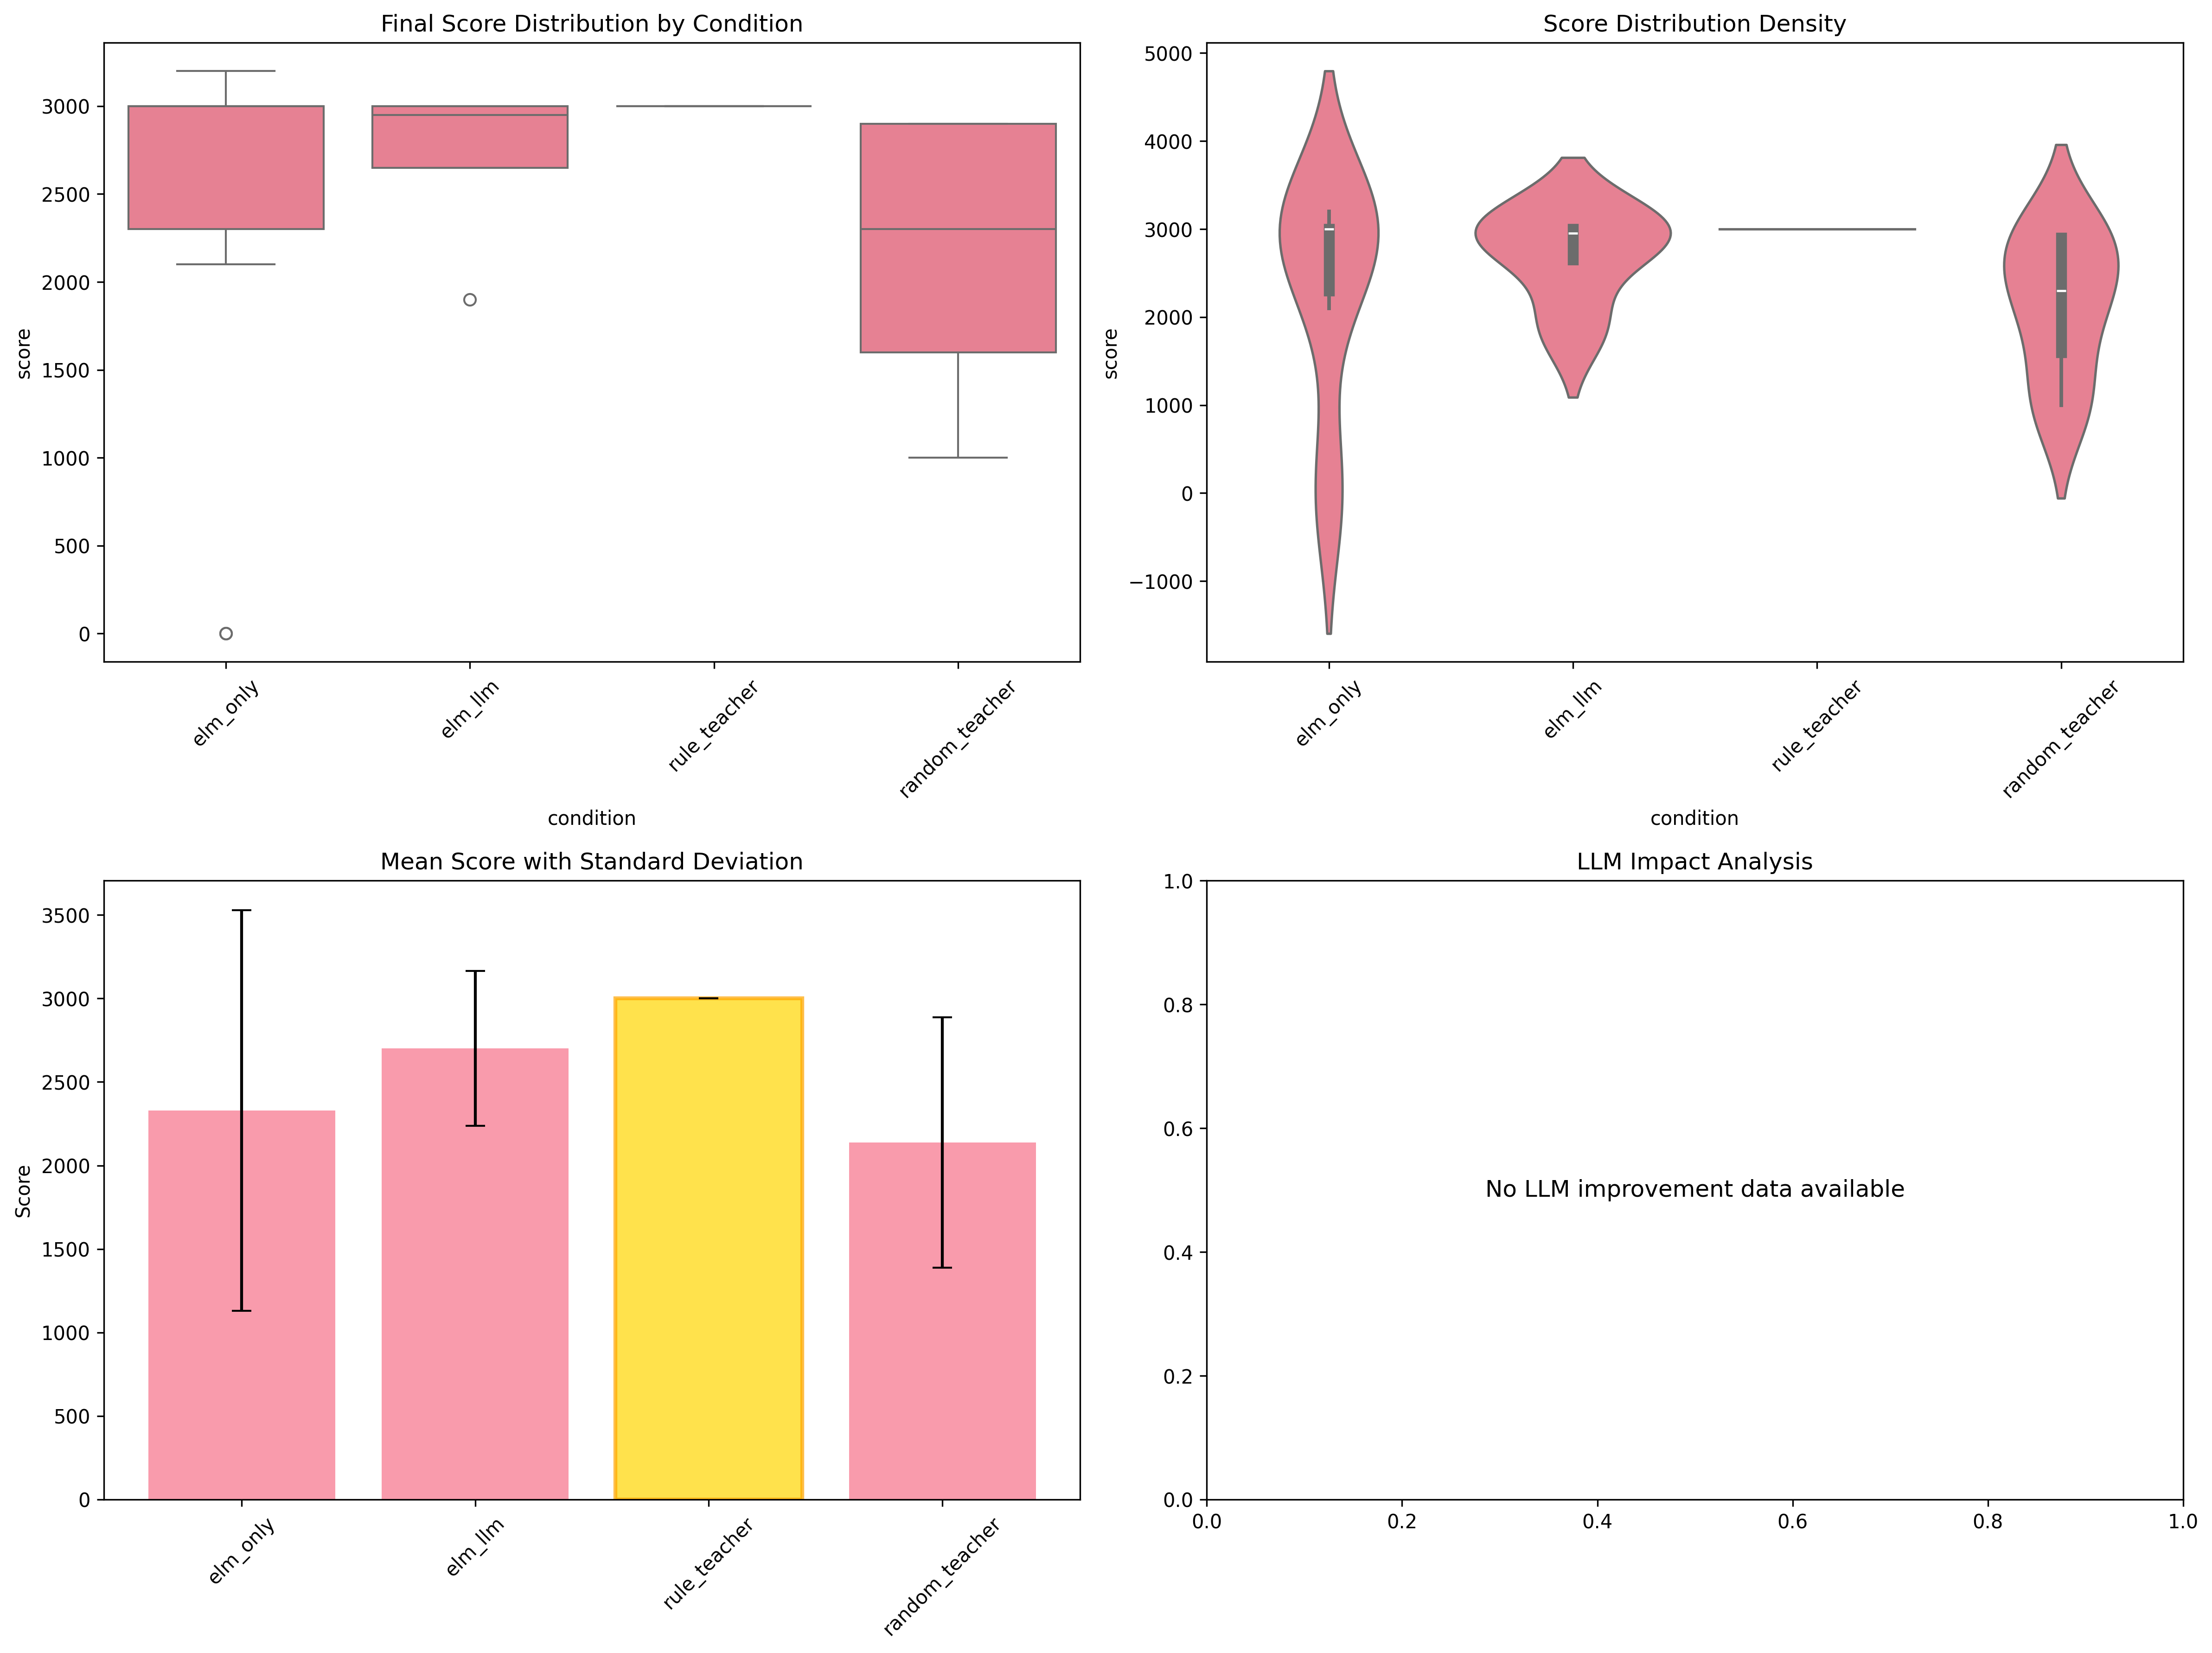 Final Score Distribution by Condition
score
3000
2500
2000
1500
1000
500
0
elm_only
elm_llm
rule_teacher
random_teacher
condition
Score Distribution Density
score
5000
4000
3000
2000
1000
0
−1000
elm_only
elm_llm
rule_teacher
random_teacher
condition
Mean Score with Standard Deviation
Score
3500
3000
2500
2000
1500
1000
500
0
elm_only
elm_llm
rule_teacher
random_teacher
LLM Impact Analysis
1.0
0.8
0.6
0.4
0.2
0.0
No LLM improvement data available
0.0 0.2 0.4 0.6 0.8 1.0